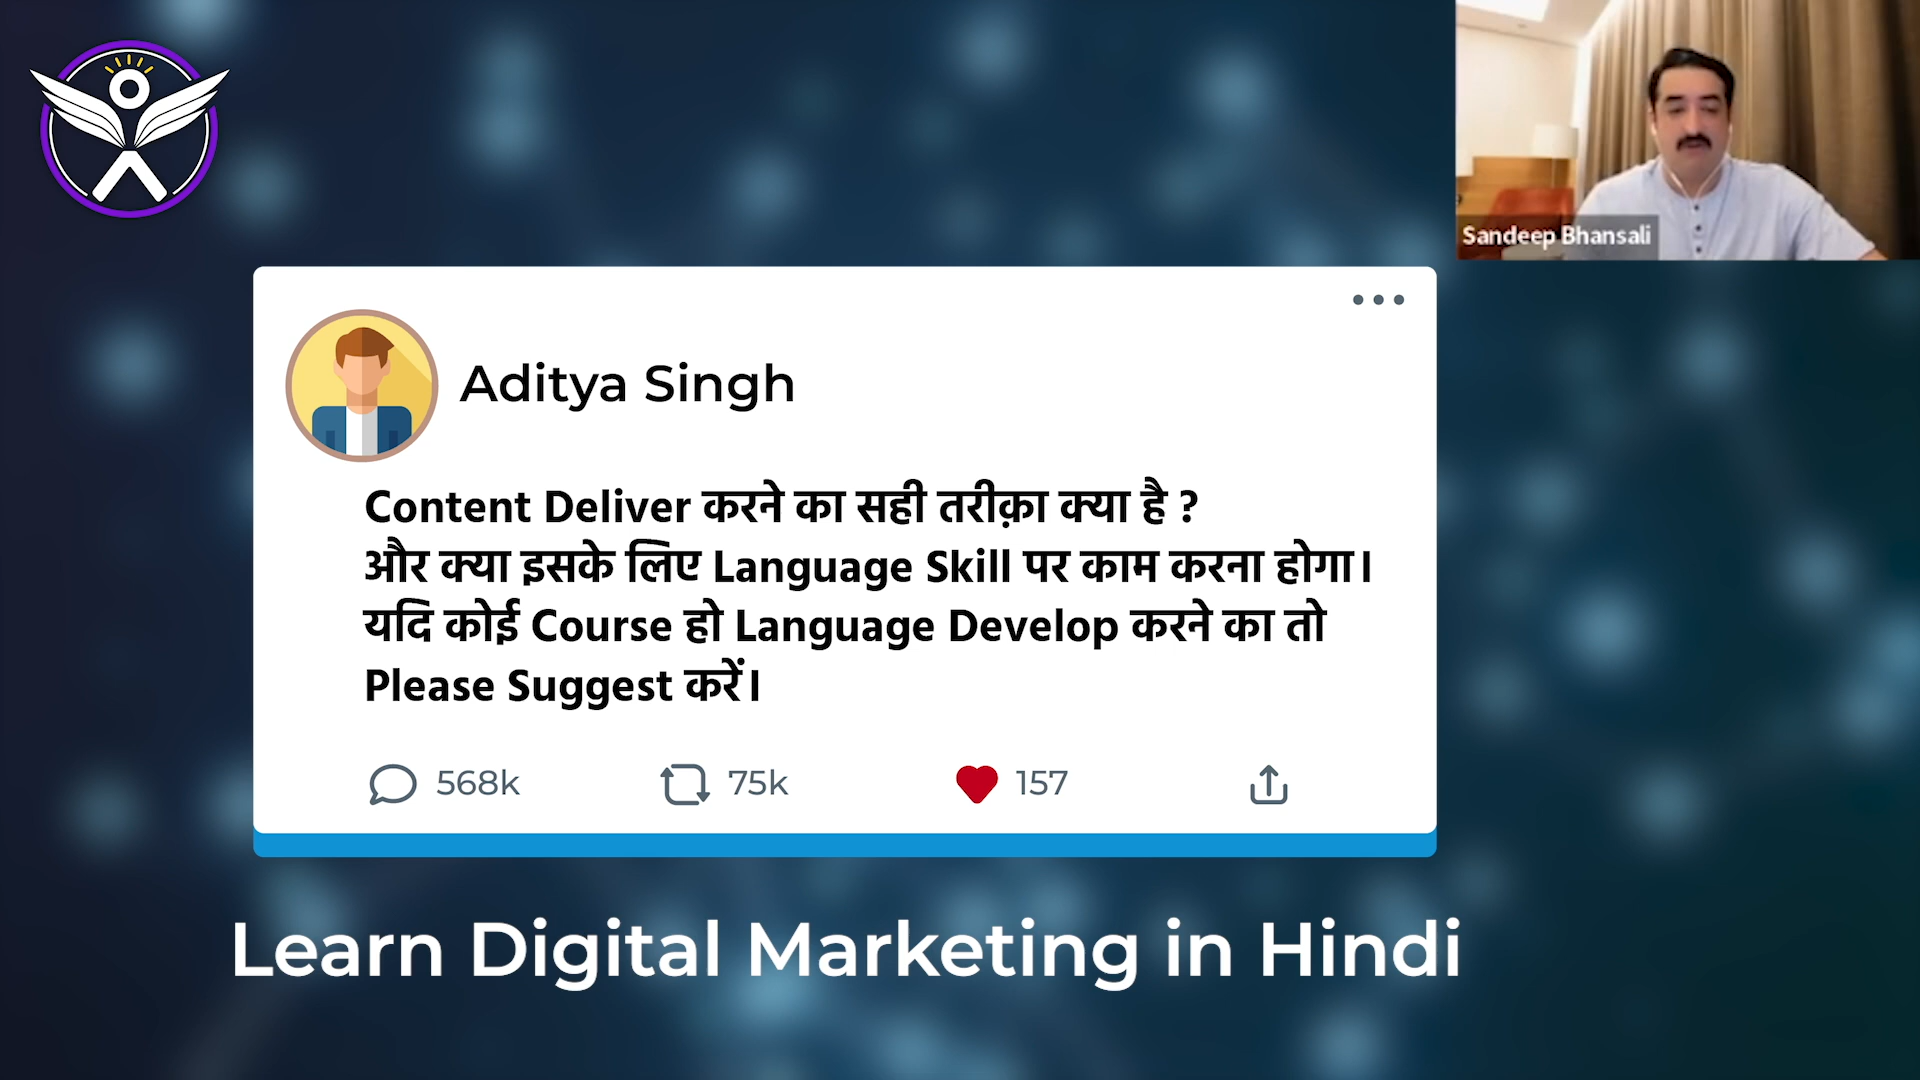 Sandeep Bhansali
Aditya Singh
Content Deliver करने का सही तरीक़ा क्या है ?
और क्या इसके लिए Language Skill पर काम करना होगा।
यदि कोई Course हो Language Develop करने का तो
Please Suggest करें।
568k 75k 157
Learn Digital Marketing in Hindi